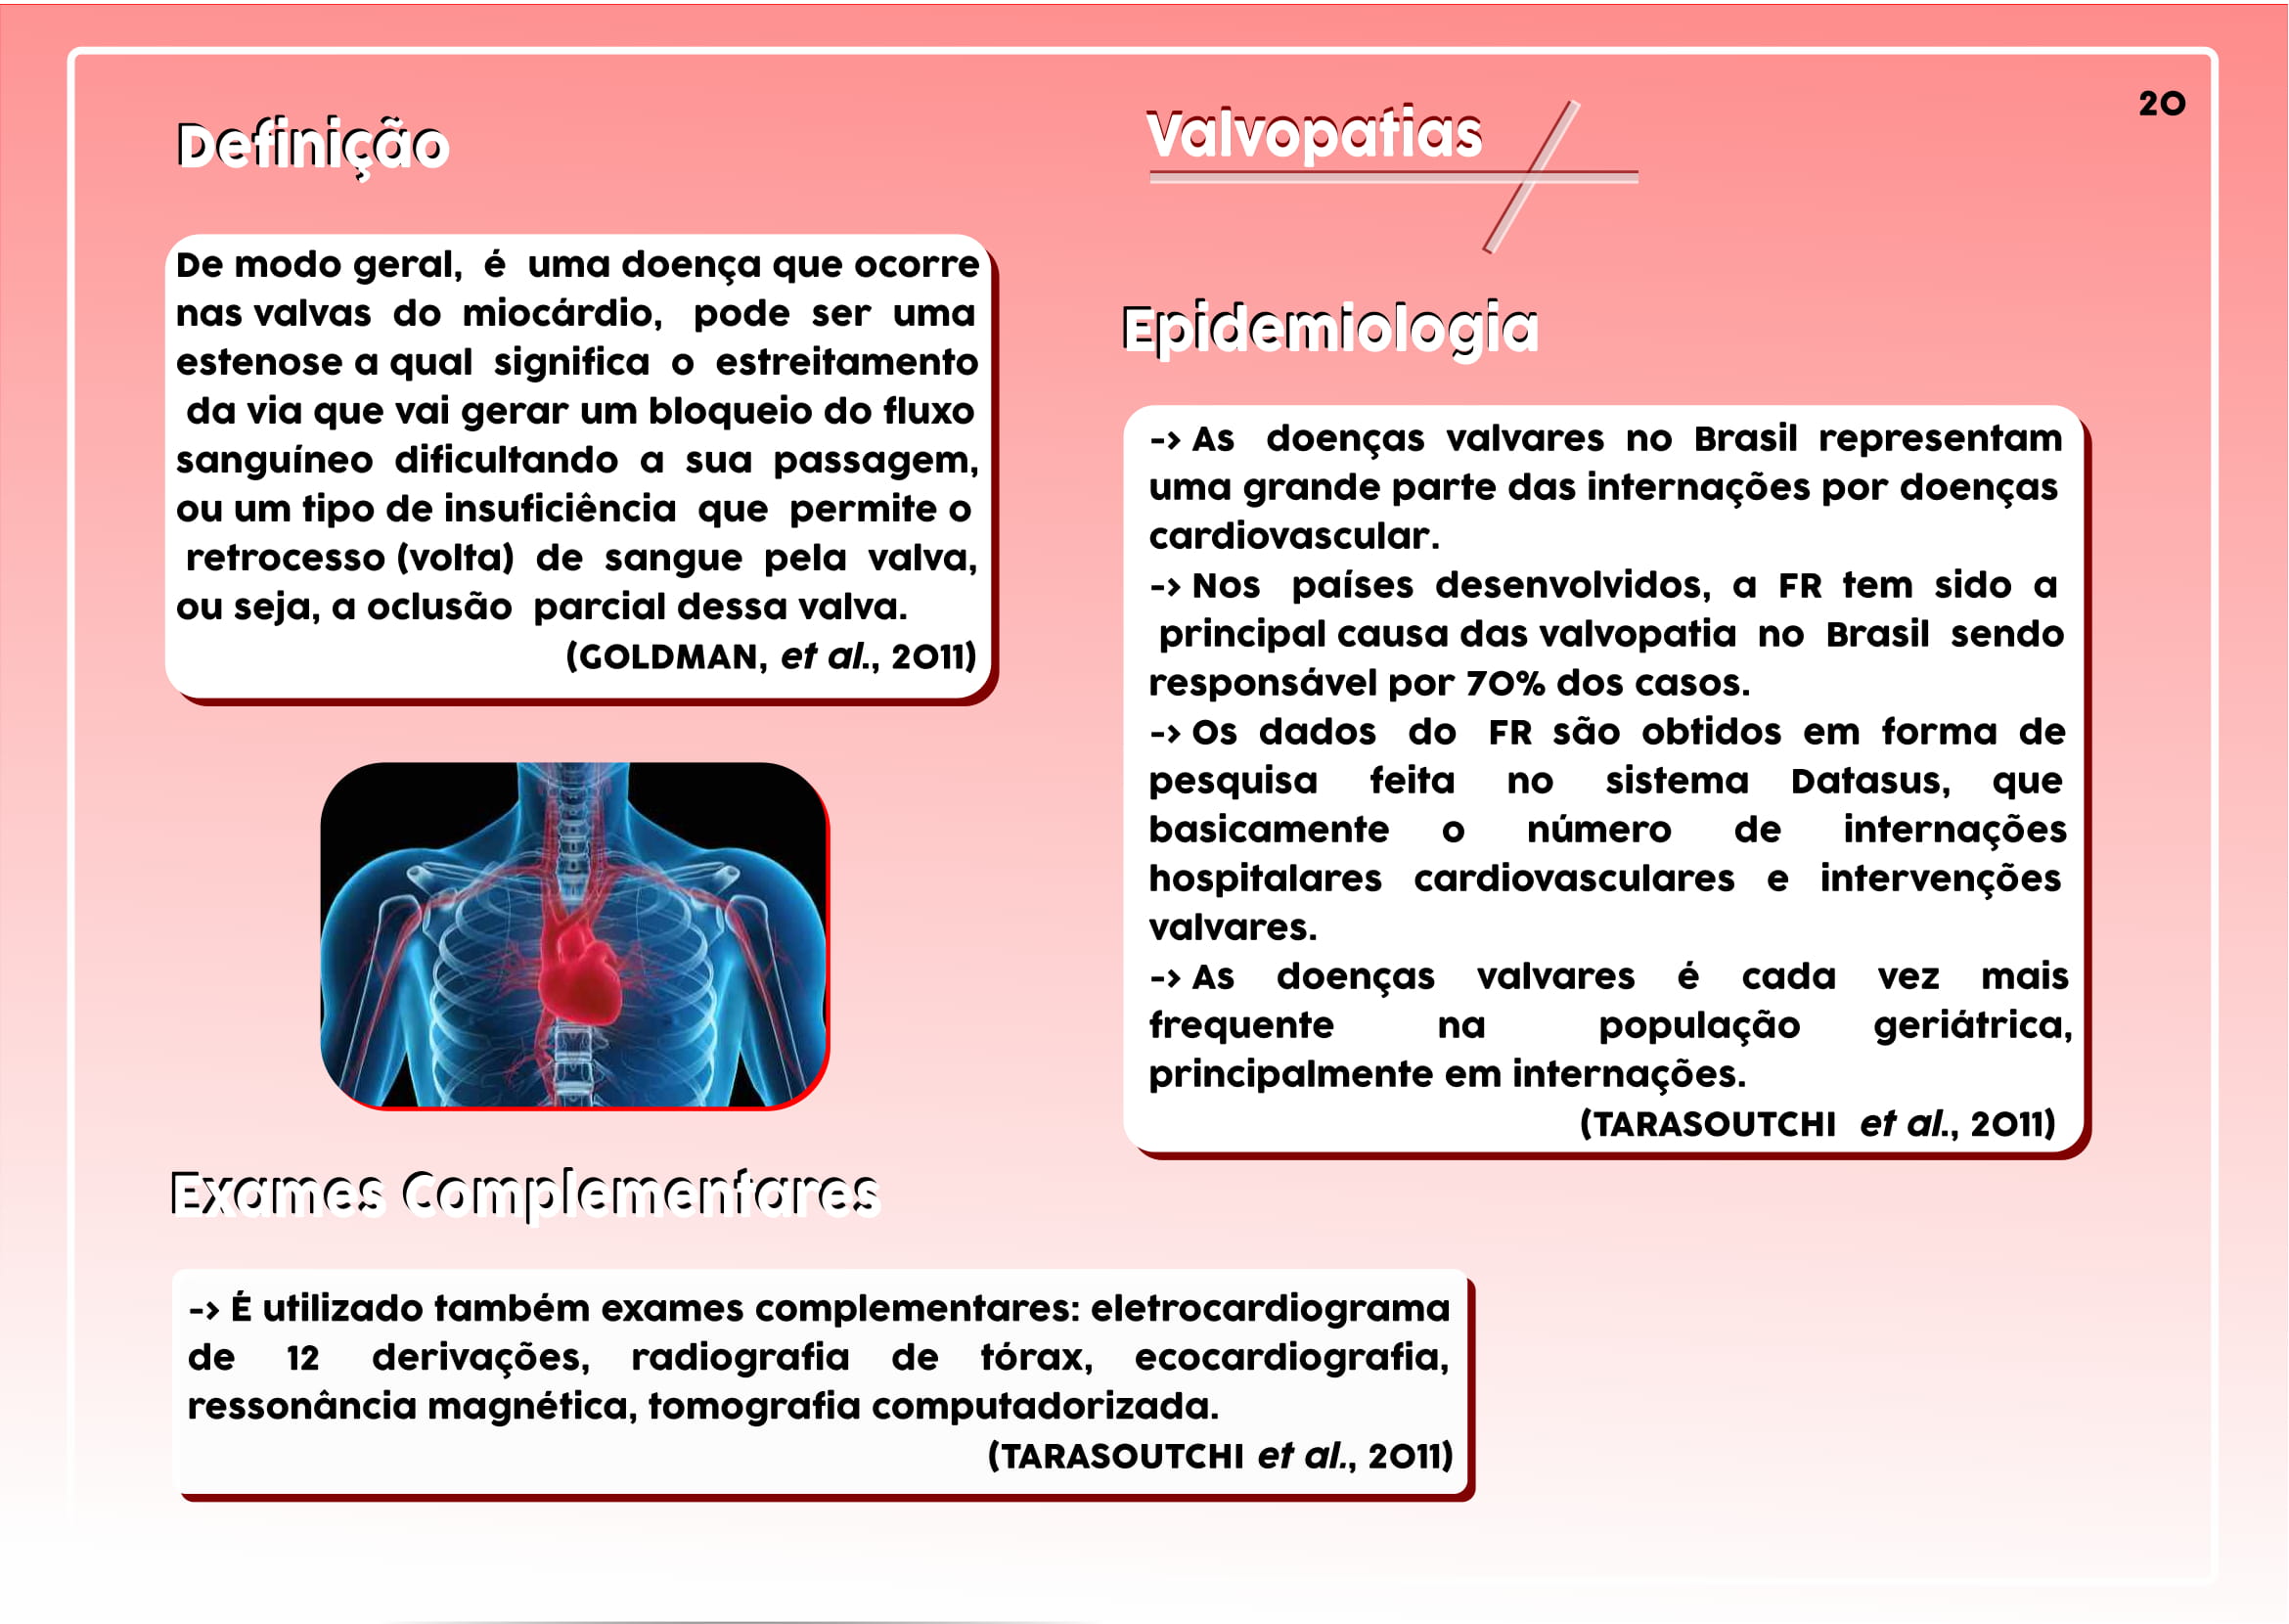 20
Valvopatias
Definição
De modo geral, é uma doença que ocorre
nas valvas do miocárdio, pode ser uma
estenose a qual significa o estreitamento
da via que vai gerar um bloqueio do fluxo
sanguíneo dificultando a sua passagem,
ou um tipo de insuficiência que permite o
retrocesso (volta) de sangue pela valva,
ou seja, a oclusão parcial dessa valva.
(GOLDMAN, et al., 2011)
Epidemiologia
-> As doenças valvares no Brasil representam
uma grande parte das internações por doenças
cardiovascular.
-> Nos países desenvolvidos, a FR tem sido a
principal causa das valvopatia no Brasil sendo
responsável por 70% dos casos.
-> Os dados do FR são obtidos em forma de
pesquisa feita no sistema Datasus, que
basicamente o número de internações
hospitalares cardiovasculares e intervenções
valvares.
-> As doenças valvares é cada vez mais
frequente na população geriátrica,
principalmente em internações.
(TARASOUTCHI et al., 2011)
Exames Complementares
-> É utilizado também exames complementares: eletrocardiograma
de 12 derivações, radiografia de tórax, ecocardiografia,
ressonância magnética, tomografia computadorizada.
(TARASOUTCHI et al., 2011)